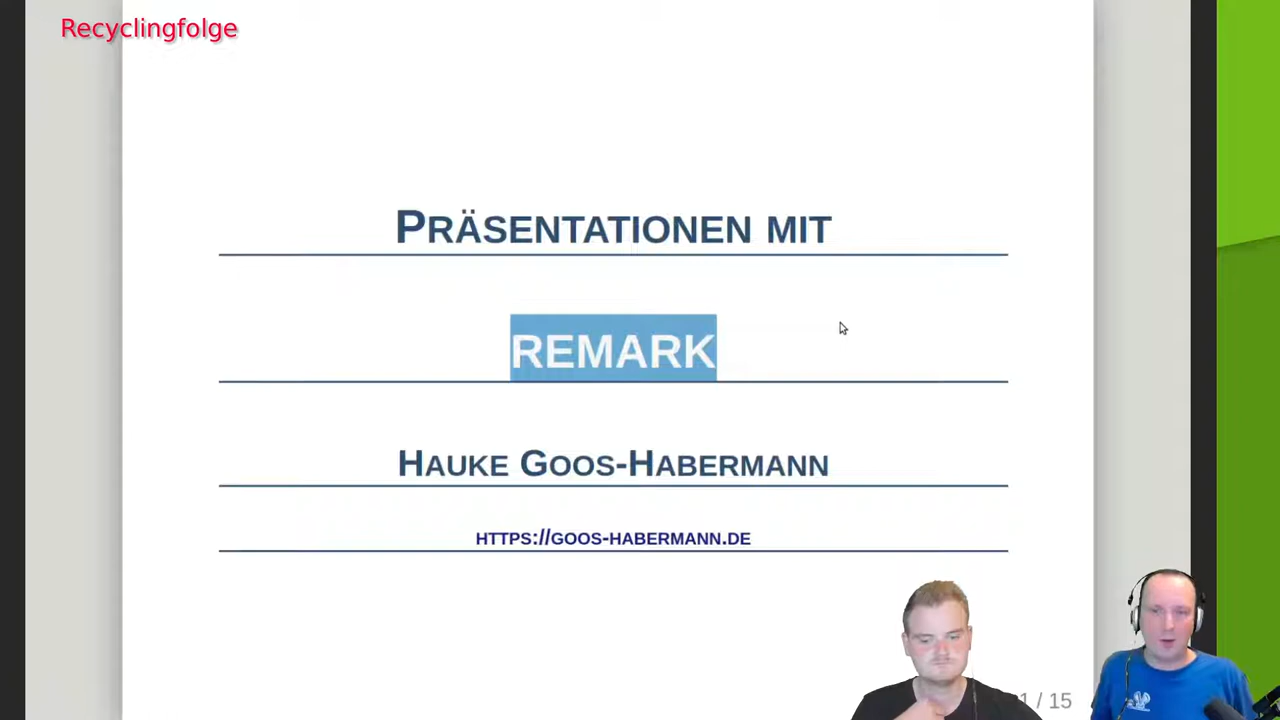 Recyclingfolge
PRÄSENTATIONEN MIT
REMARK
HAUKE GOOS-HABERMANN
HTTPS://GOOS-HABERMANN.DE
1 / 15